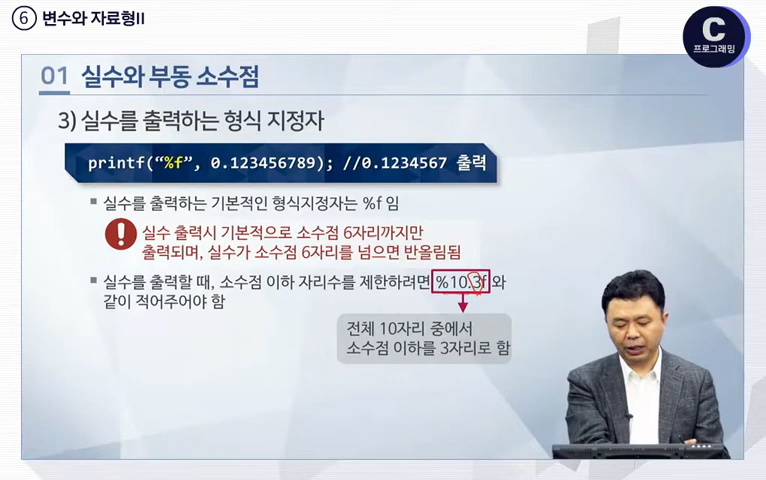 ⑥ 변수와 자료형II
C
프로그래밍
01 실수와 부동 소수점
3) 실수를 출력하는 형식 지정자
printf(“%f”, 0.123456789); //0.1234567 출력
▪ 실수를 출력하는 기본적인 형식지정자는 %f 임
! 실수 출력시 기본적으로 소수점 6자리까지만
출력되며, 실수가 소수점 6자리를 넘으면 반올림됨
▪ 실수를 출력할 때, 소수점 이하 자리수를 제한하려면 %10.3f 와
같이 적어주어야 함
전체 10자리 중에서
소수점 이하를 3자리로 함